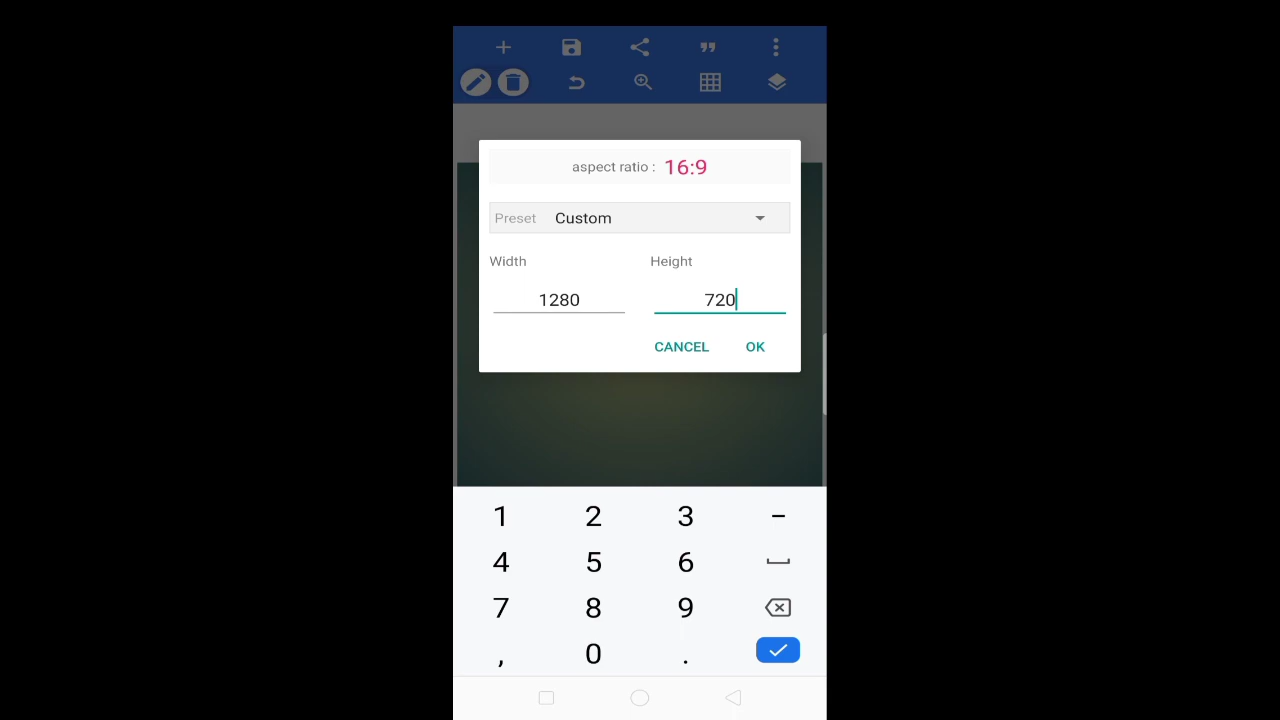 aspect ratio : 16:9
Preset Custom
Width Height
1280 720
CANCEL OK
1 2 3 –
4 5 6
7 8 9
, 0 .